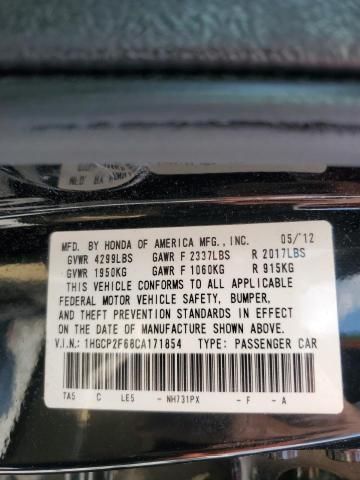 MFD. BY HONDA OF AMERICA MFG., INC. 05/'12
GVWR 4299LBS GAWR F 2337LBS R 2017LBS
GVWR 1950KG GAWR F 1060KG R 915KG
THIS VEHICLE CONFORMS TO ALL APPLICABLE
FEDERAL MOTOR VEHICLE SAFETY, BUMPER,
AND THEFT PREVENTION STANDARDS IN EFFECT
ON THE DATE OF MANUFACTURE SHOWN ABOVE.
V.I.N.: 1HGCP2F68CA171854 TYPE: PASSENGER CAR
TA5 C LE5 - NH731PX - F - A